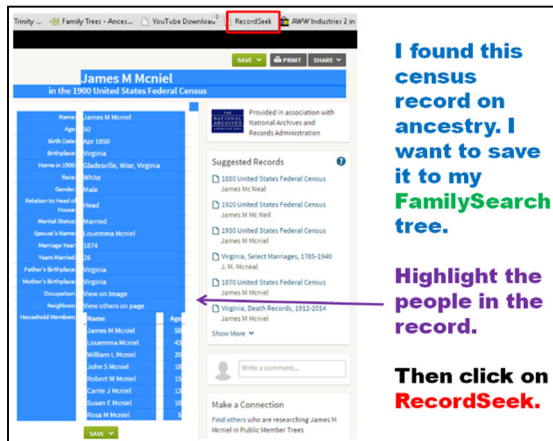 Trinity ... Family Trees - Ances... YouTube Download RecordSeek AWW Industries 2 in
SAVE PRINT SHARE
James M Mcniel
in the 1900 United States Federal Census
Name: James M Mcniel
Age: 50
Birth Date: Apr 1850
Birthplace: Virginia
Home in 1900: Gladesville, Wise, Virginia
Race: White
Gender: Male
Relation to Head of House: Head
Marital Status: Married
Spouse's Name: Louemma Mcniel
Marriage Year: 1874
Years Married: 26
Father's Birthplace: Virginia
Mother's Birthplace: Virginia
Occupation: View on Image
Neighbors: View others on page
Household Members: Name Age
James M Mcniel 50
Louemma Mcniel 43
William L Mcniel 20
John S Mcniel 18
Robert W Mcniel 15
Carrie J Mcniel 13
Susan E Mcniel 10
Rosa M Mcniel 5
SAVE
THE NATIONAL ARCHIVES
Provided in association with
National Archives and
Records Administration
Suggested Records ?
1880 United States Federal Census
James Mc Neal
1920 United States Federal Census
James M Mc Neil
1930 United States Federal Census
James M Mcniel
Virginia, Select Marriages, 1785-1940
J. M. Mcneal
1870 United States Federal Census
James M Mcniel
Virginia, Death Records, 1912-2014
James M Mcniel
Show More
Write a comment...
Make a Connection
Find others who are researching James M
Mcniel in Public Member Trees
I found this
census
record on
ancestry. I
want to save
it to my
FamilySearch
tree.
Highlight the
people in the
record.
Then click on
RecordSeek.